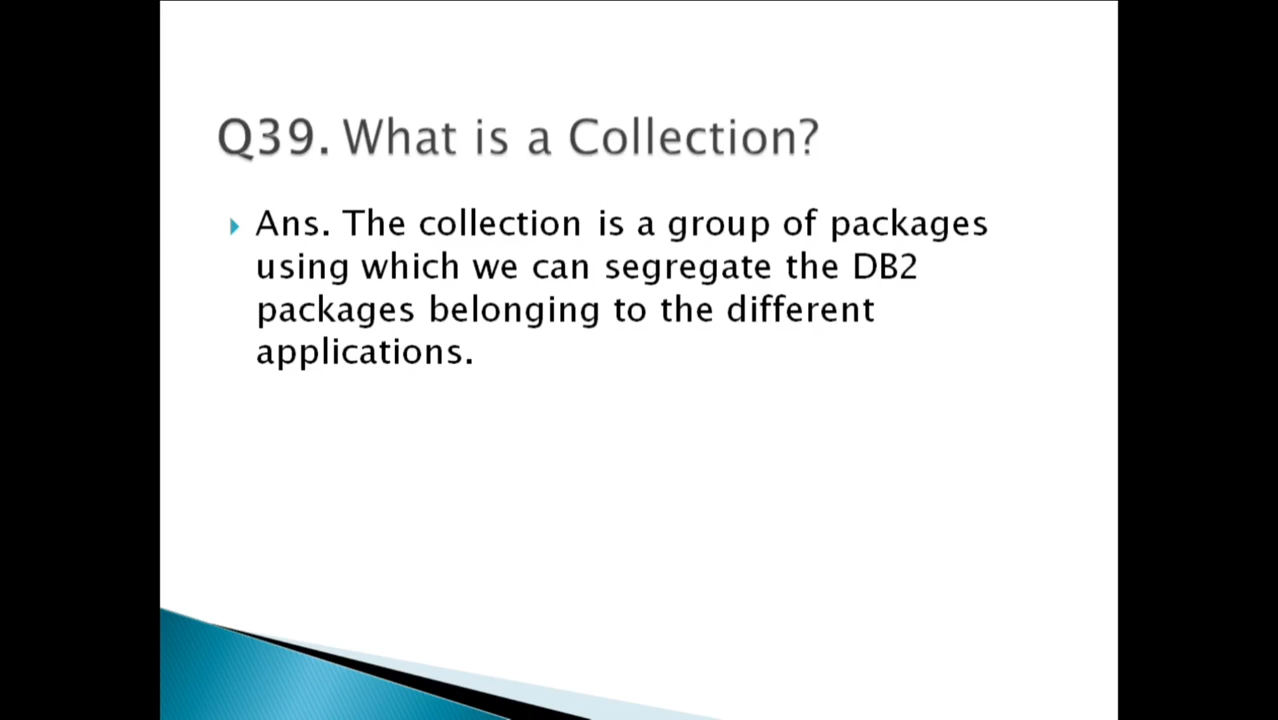 Q39. What is a Collection?
Ans. The collection is a group of packages
using which we can segregate the DB2
packages belonging to the different
applications.